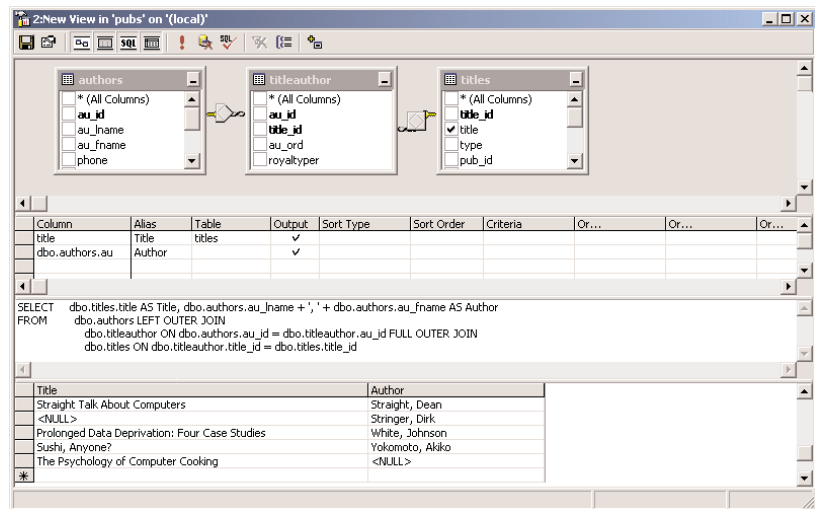 2:New View in 'pubs' on '(local)'
SQL SQL
authors titleauthor titles
* (All Columns) * (All Columns) * (All Columns)
au_id au_id title_id
au_lname title_id title
au_fname au_ord type
phone royaltyper pub_id
Column Alias Table Output Sort Type Sort Order Criteria Or... Or... Or...
title Title titles
dbo.authors.au Author
SELECT dbo.titles.title AS Title, dbo.authors.au_lname + ', ' + dbo.authors.au_fname AS Author
FROM dbo.authors LEFT OUTER JOIN
dbo.titleauthor ON dbo.authors.au_id = dbo.titleauthor.au_id FULL OUTER JOIN
dbo.titles ON dbo.titleauthor.title_id = dbo.titles.title_id
Title Author
Straight Talk About Computers Straight, Dean
<NULL> Stringer, Dirk
Prolonged Data Deprivation: Four Case Studies White, Johnson
Sushi, Anyone? Yokomoto, Akiko
The Psychology of Computer Cooking <NULL>